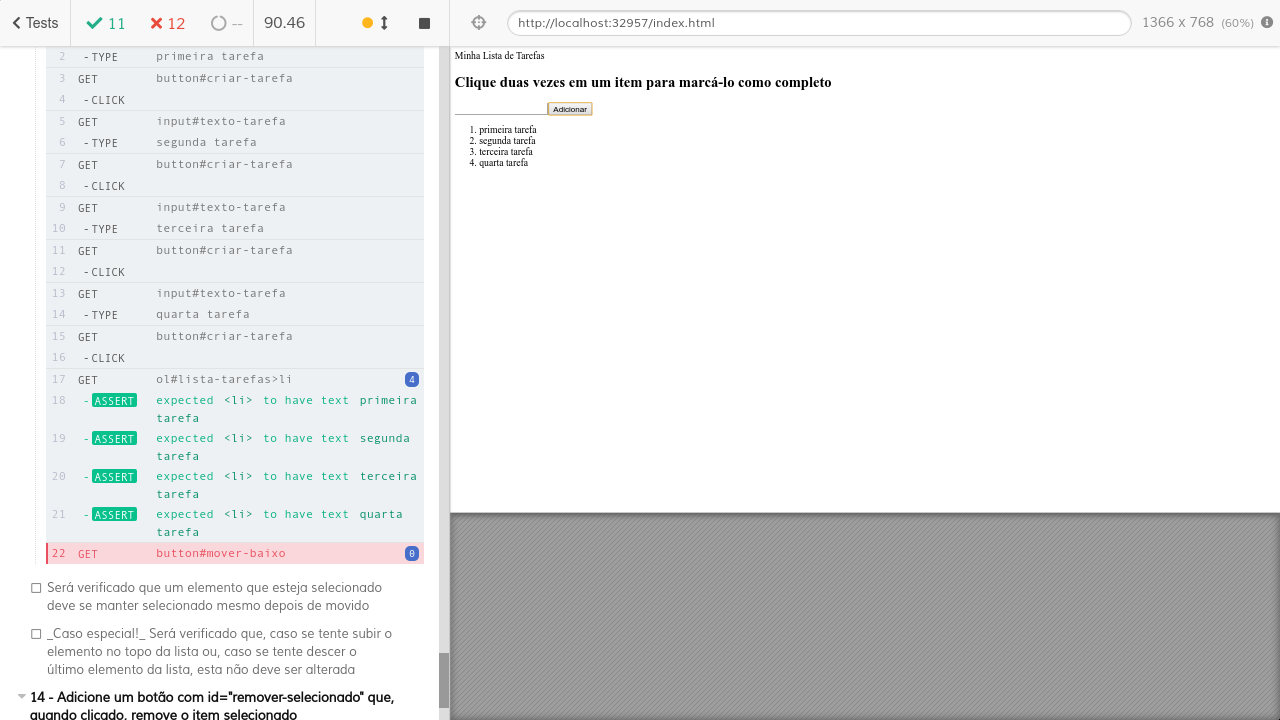 Tests 11 12 -- 90.46
http://localhost:32957/index.html 1366 x 768 (60%)
2 -TYPE primeira tarefa
3 GET button#criar-tarefa
4 -CLICK
5 GET input#texto-tarefa
6 -TYPE segunda tarefa
7 GET button#criar-tarefa
8 -CLICK
9 GET input#texto-tarefa
10 -TYPE terceira tarefa
11 GET button#criar-tarefa
12 -CLICK
13 GET input#texto-tarefa
14 -TYPE quarta tarefa
15 GET button#criar-tarefa
16 -CLICK
17 GET ol#lista-tarefas>li 4
18 -ASSERT expected <li> to have text primeira
tarefa
19 -ASSERT expected <li> to have text segunda
tarefa
20 -ASSERT expected <li> to have text terceira
tarefa
21 -ASSERT expected <li> to have text quarta
tarefa
22 GET button#mover-baixo 0
Será verificado que um elemento que esteja selecionado
deve se manter selecionado mesmo depois de movido
_Caso especial!_ Será verificado que, caso se tente subir o
elemento no topo da lista ou, caso se tente descer o
último elemento da lista, esta não deve ser alterada
14 - Adicione um botão com id="remover-selecionado" que,
quando clicado, remove o item selecionado
Minha Lista de Tarefas
Clique duas vezes em um item para marcá-lo como completo
Adicionar
1. primeira tarefa
2. segunda tarefa
3. terceira tarefa
4. quarta tarefa